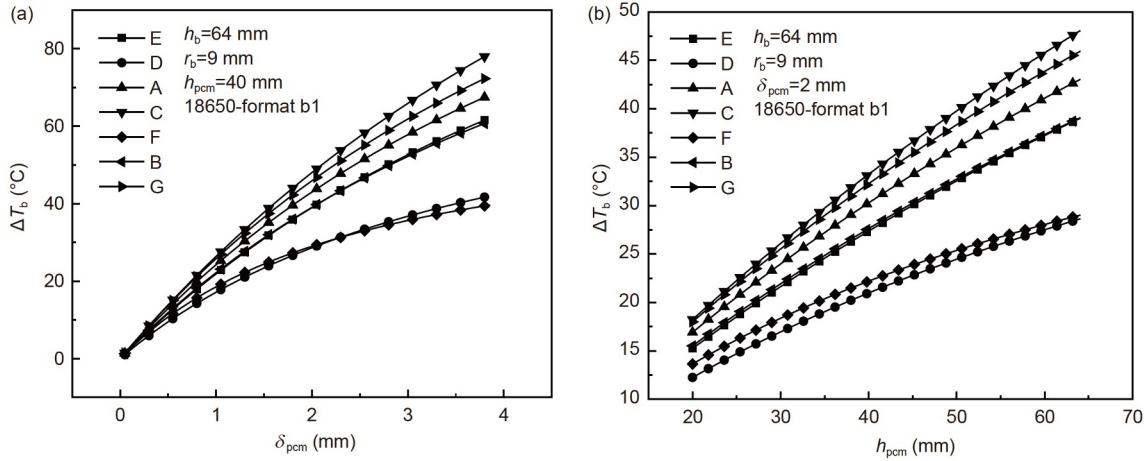 (a)
E
D
A
C
F
B
G
h_b=64 mm
r_b=9 mm
h_pcm=40 mm
18650-format b1
80
60
40
20
0
ΔT_b (°C)
0 1 2 3 4
δ_pcm (mm)
(b)
E
D
A
C
F
B
G
h_b=64 mm
r_b=9 mm
δ_pcm=2 mm
18650-format b1
50
45
40
35
30
25
20
15
10
ΔT_b (°C)
20 30 40 50 60 70
h_pcm (mm)